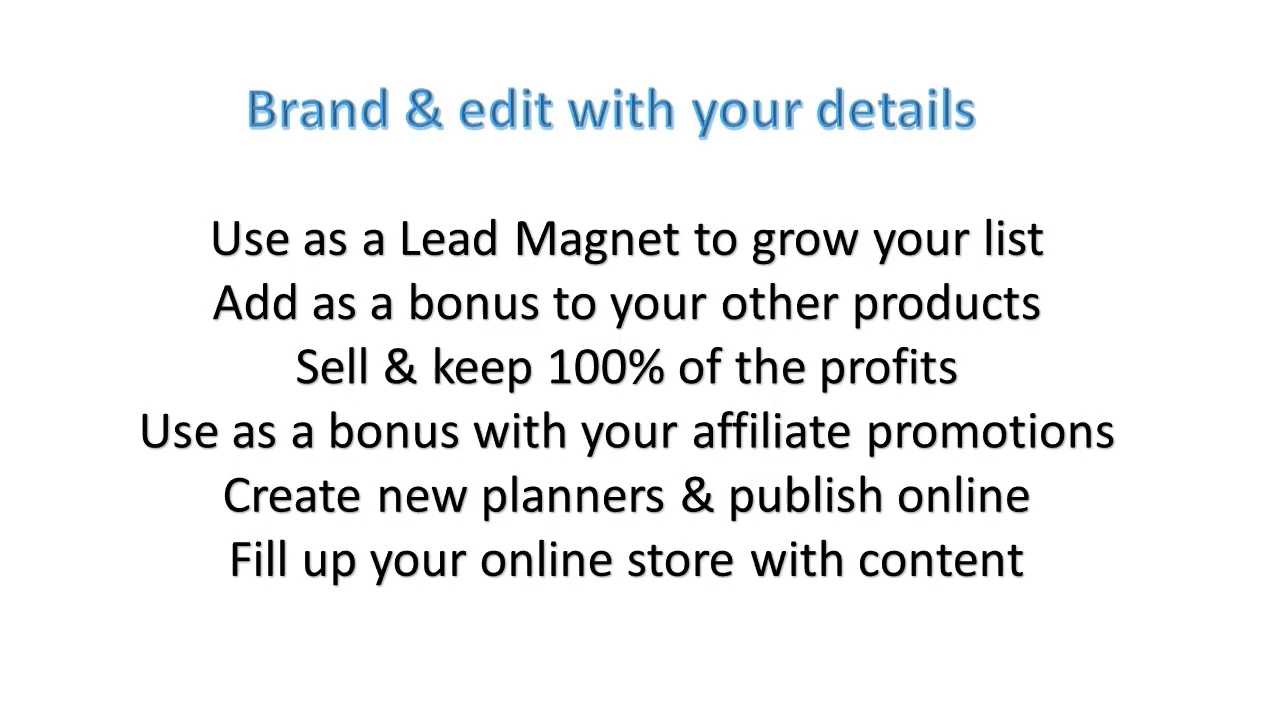 Brand & edit with your details
Use as a Lead Magnet to grow your list
Add as a bonus to your other products
Sell & keep 100% of the profits
Use as a bonus with your affiliate promotions
Create new planners & publish online
Fill up your online store with content